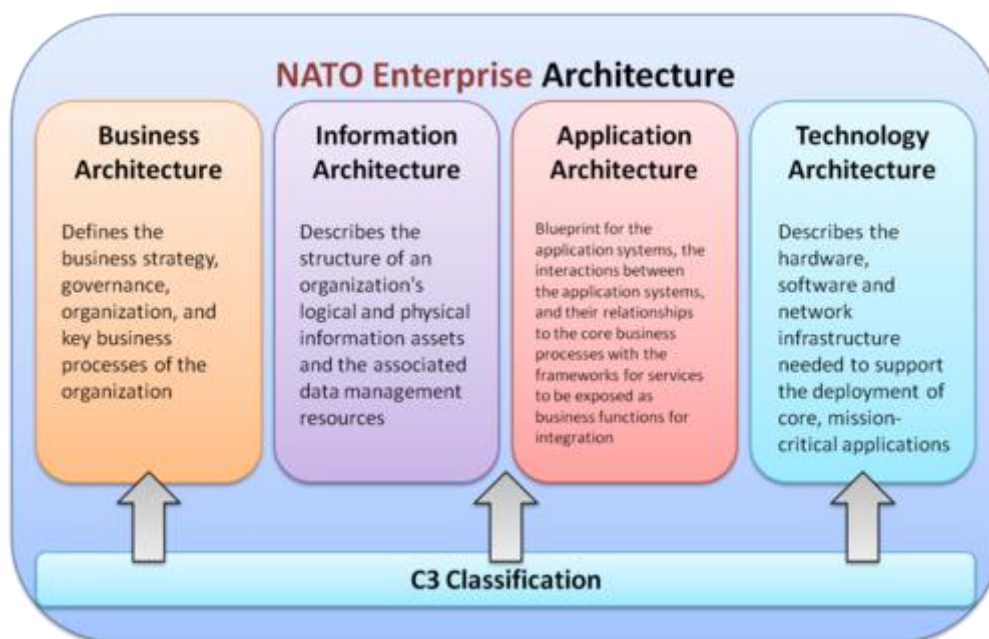 NATO Enterprise Architecture
Business
Architecture
Defines the
business strategy,
governance,
organization, and
key business
processes of the
organization
Information
Architecture
Describes the
structure of an
organization's
logical and physical
information assets
and the associated
data management
resources
Application
Architecture
Blueprint for the
application systems, the
interactions between
the application systems,
and their relationships
to the core business
processes with the
frameworks for services
to be exposed as
business functions for
integration
Technology
Architecture
Describes the
hardware,
software and
network
infrastructure
needed to support
the deployment of
core, mission-
critical applications
C3 Classification